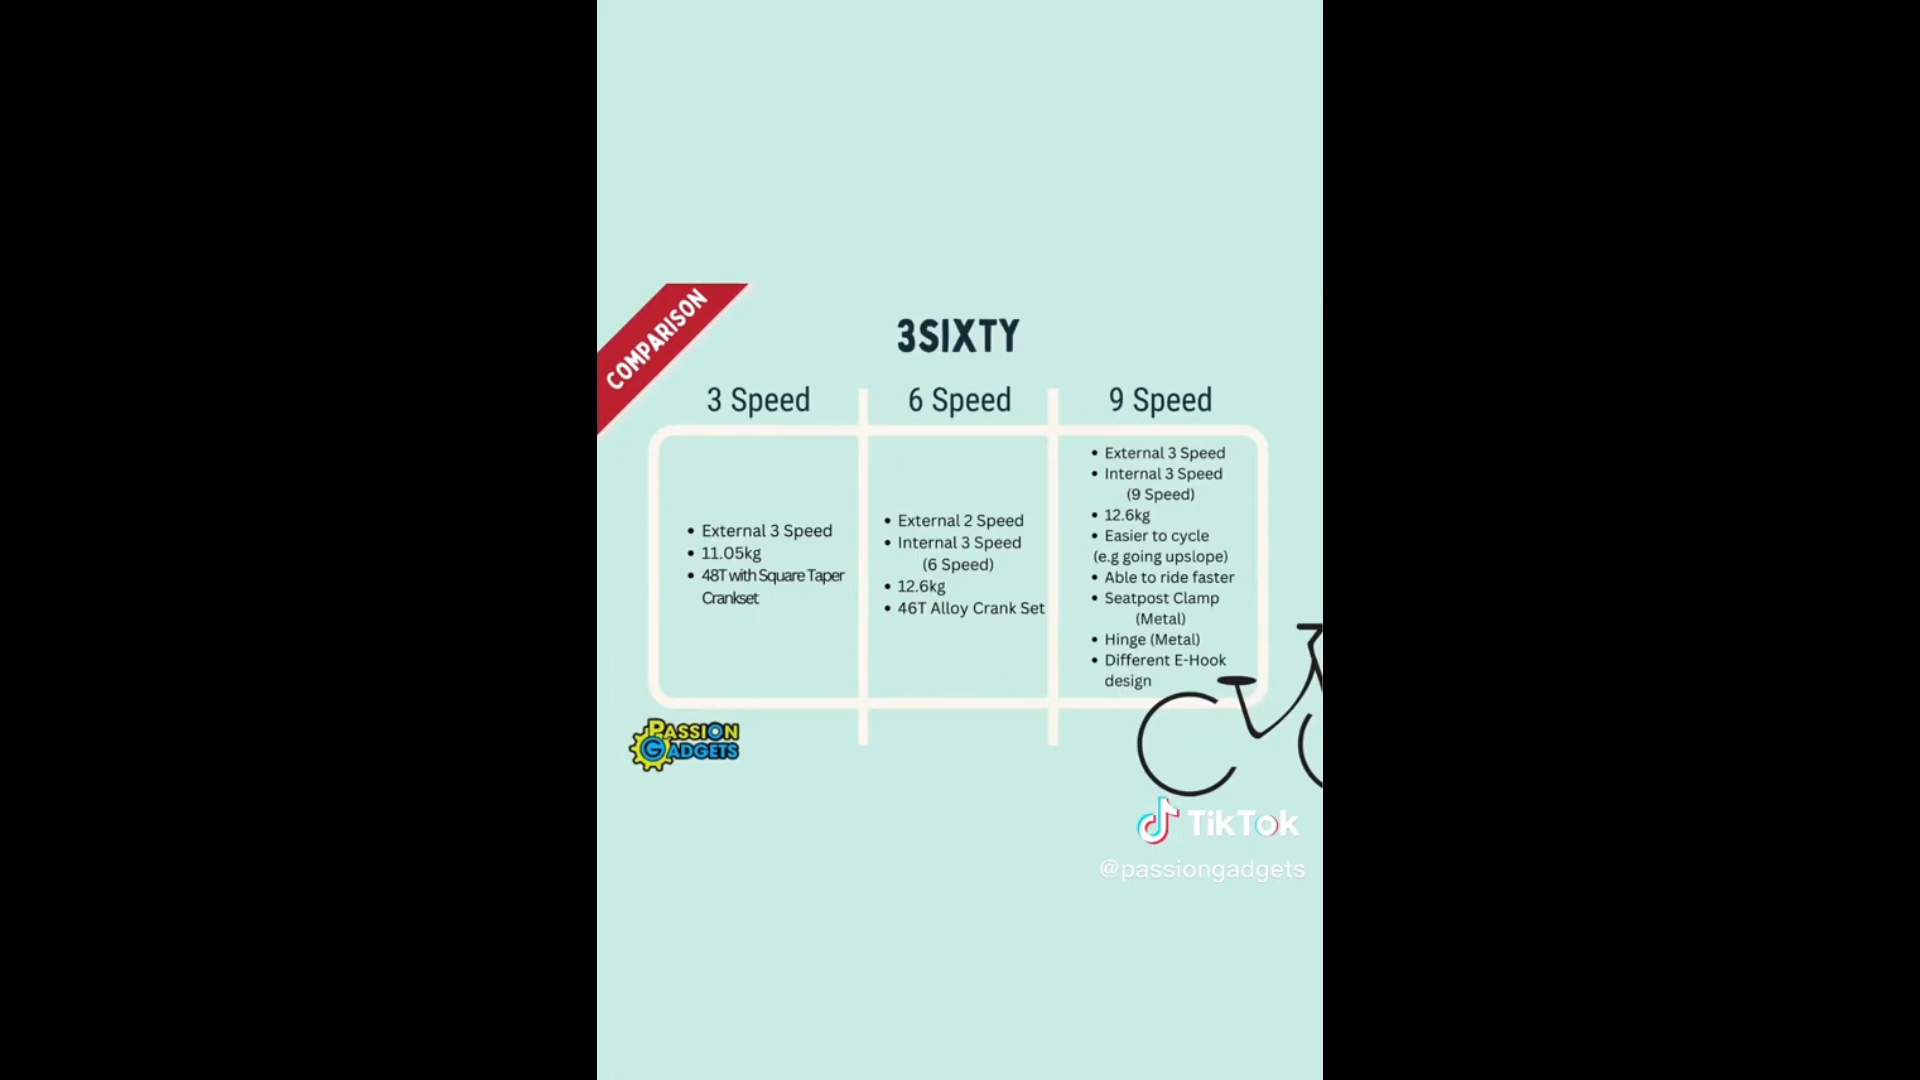 COMPARISON
3SIXTY
3 Speed
6 Speed
9 Speed
• External 3 Speed
• 11.05kg
• 48T with Square Taper
Crankset
• External 2 Speed
• Internal 3 Speed
(6 Speed)
• 12.6kg
• 46T Alloy Crank Set
• External 3 Speed
• Internal 3 Speed
(9 Speed)
• 12.6kg
• Easier to cycle
(e.g going upslope)
• Able to ride faster
• Seatpost Clamp
(Metal)
• Hinge (Metal)
• Different E-Hook
design
PASSION
GADGETS
TikTok
@passiongadgets